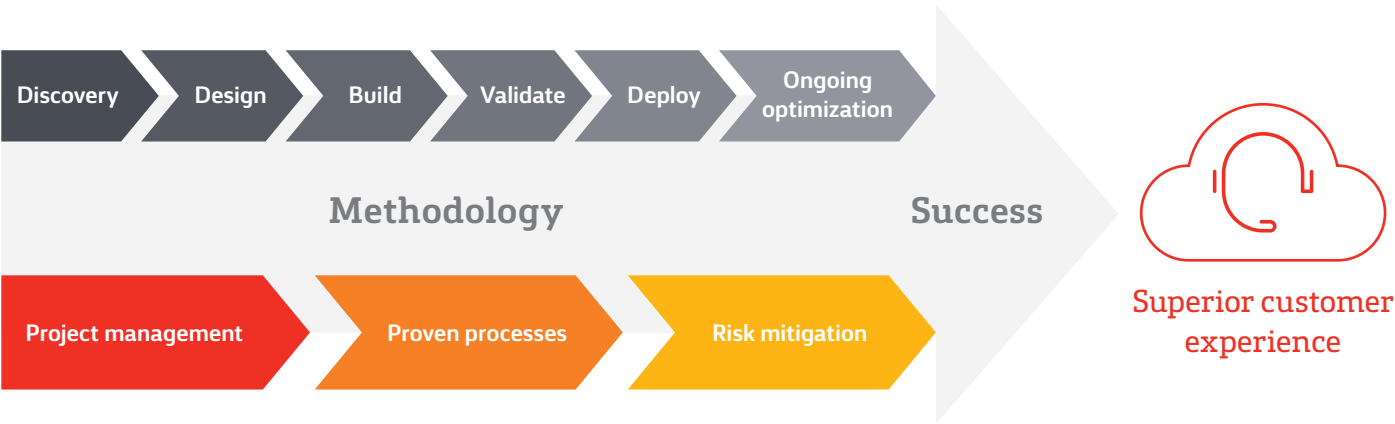 Discovery
Design
Build
Validate
Deploy
Ongoing
optimization
Methodology
Success
Project management
Proven processes
Risk mitigation
Superior customer
experience